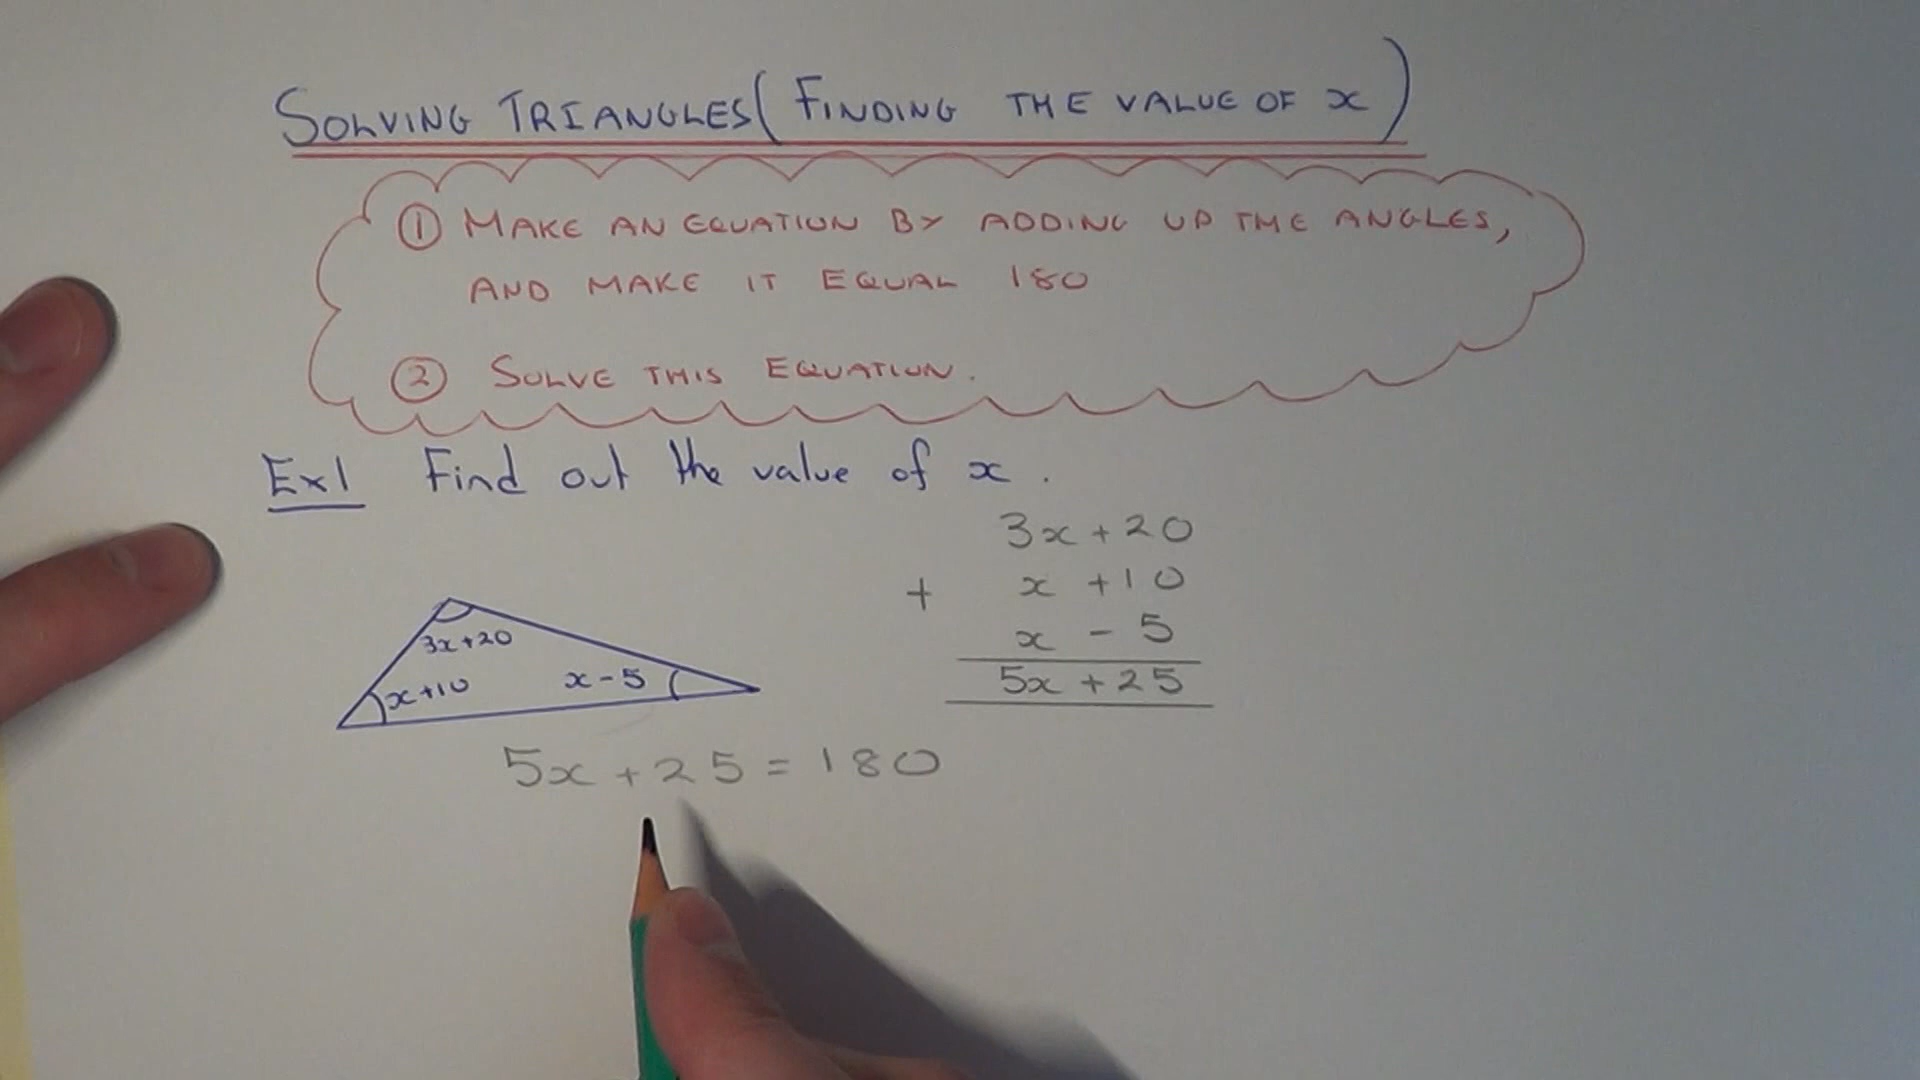 SOLVING TRIANGLES (FINDING THE VALUE OF x)
① MAKE AN EQUATION BY ADDING UP THE ANGLES,
AND MAKE IT EQUAL 180
② SOLVE THIS EQUATION.
Ex1 Find out the value of x.
3x+20
x+10
x-5
3x+20
+ x +10
x - 5
5x + 25
5x + 25 = 180